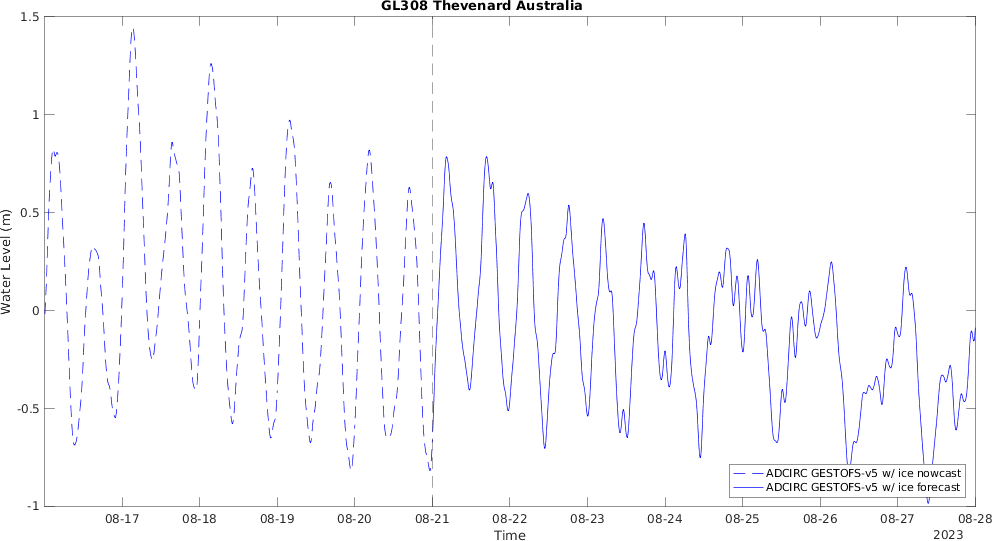 GL308 Thevenard Australia
1.5
1
0.5
0
-0.5
-1
Water Level (m)
ADCIRC GESTOFS-v5 w/ ice nowcast
ADCIRC GESTOFS-v5 w/ ice forecast
08-17 08-18 08-19 08-20 08-21 08-22 08-23 08-24 08-25 08-26 08-27 08-28
Time
2023